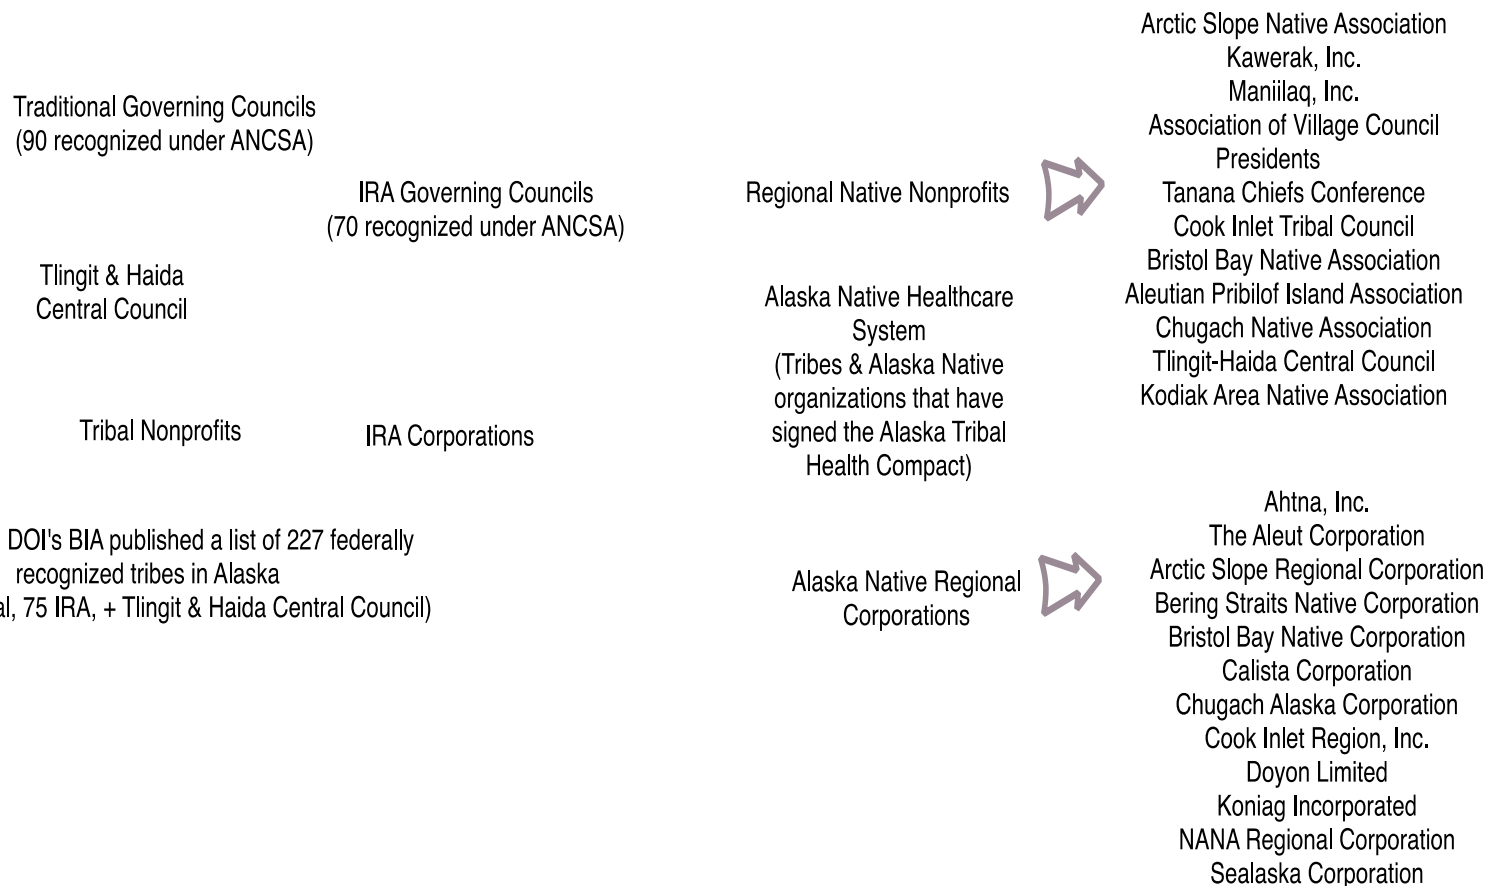 Traditional Governing Councils
(90 recognized under ANCSA)
IRA Governing Councils
(70 recognized under ANCSA)
Tlingit & Haida
Central Council
Tribal Nonprofits
IRA Corporations
DOI's BIA published a list of 227 federally
recognized tribes in Alaska
75 IRA, + Tlingit & Haida Central Council)
Regional Native Nonprofits
Alaska Native Healthcare
System
(Tribes & Alaska Native
organizations that have
signed the Alaska Tribal
Health Compact)
Alaska Native Regional
Corporations
Arctic Slope Native Association
Kawerak, Inc.
Maniilaq, Inc.
Association of Village Council
Presidents
Tanana Chiefs Conference
Cook Inlet Tribal Council
Bristol Bay Native Association
Aleutian Pribilof Island Association
Chugach Native Association
Tlingit-Haida Central Council
Kodiak Area Native Association
Ahtna, Inc.
The Aleut Corporation
Arctic Slope Regional Corporation
Bering Straits Native Corporation
Bristol Bay Native Corporation
Calista Corporation
Chugach Alaska Corporation
Cook Inlet Region, Inc.
Doyon Limited
Koniag Incorporated
NANA Regional Corporation
Sealaska Corporation